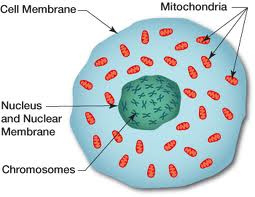 Cell Membrane
Mitochondria
Nucleus
and Nuclear
Membrane
Chromosomes